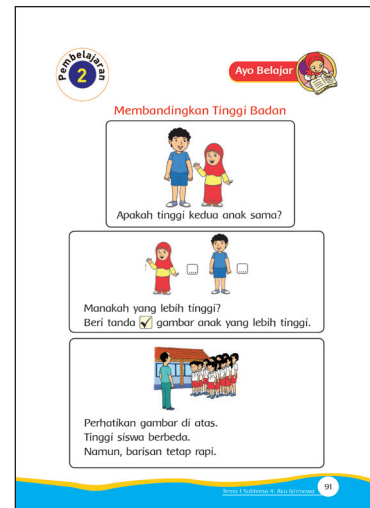 Pembelajaran
2
Ayo Belajar
Membandingkan Tinggi Badan
Apakah tinggi kedua anak sama?
... ...
Manakah yang lebih tinggi?
Beri tanda ✓ gambar anak yang lebih tinggi.
Perhatikan gambar di atas.
Tinggi siswa berbeda.
Namun, barisan tetap rapi.
Tema 1 Subtema 4: Aku Istimewa
91